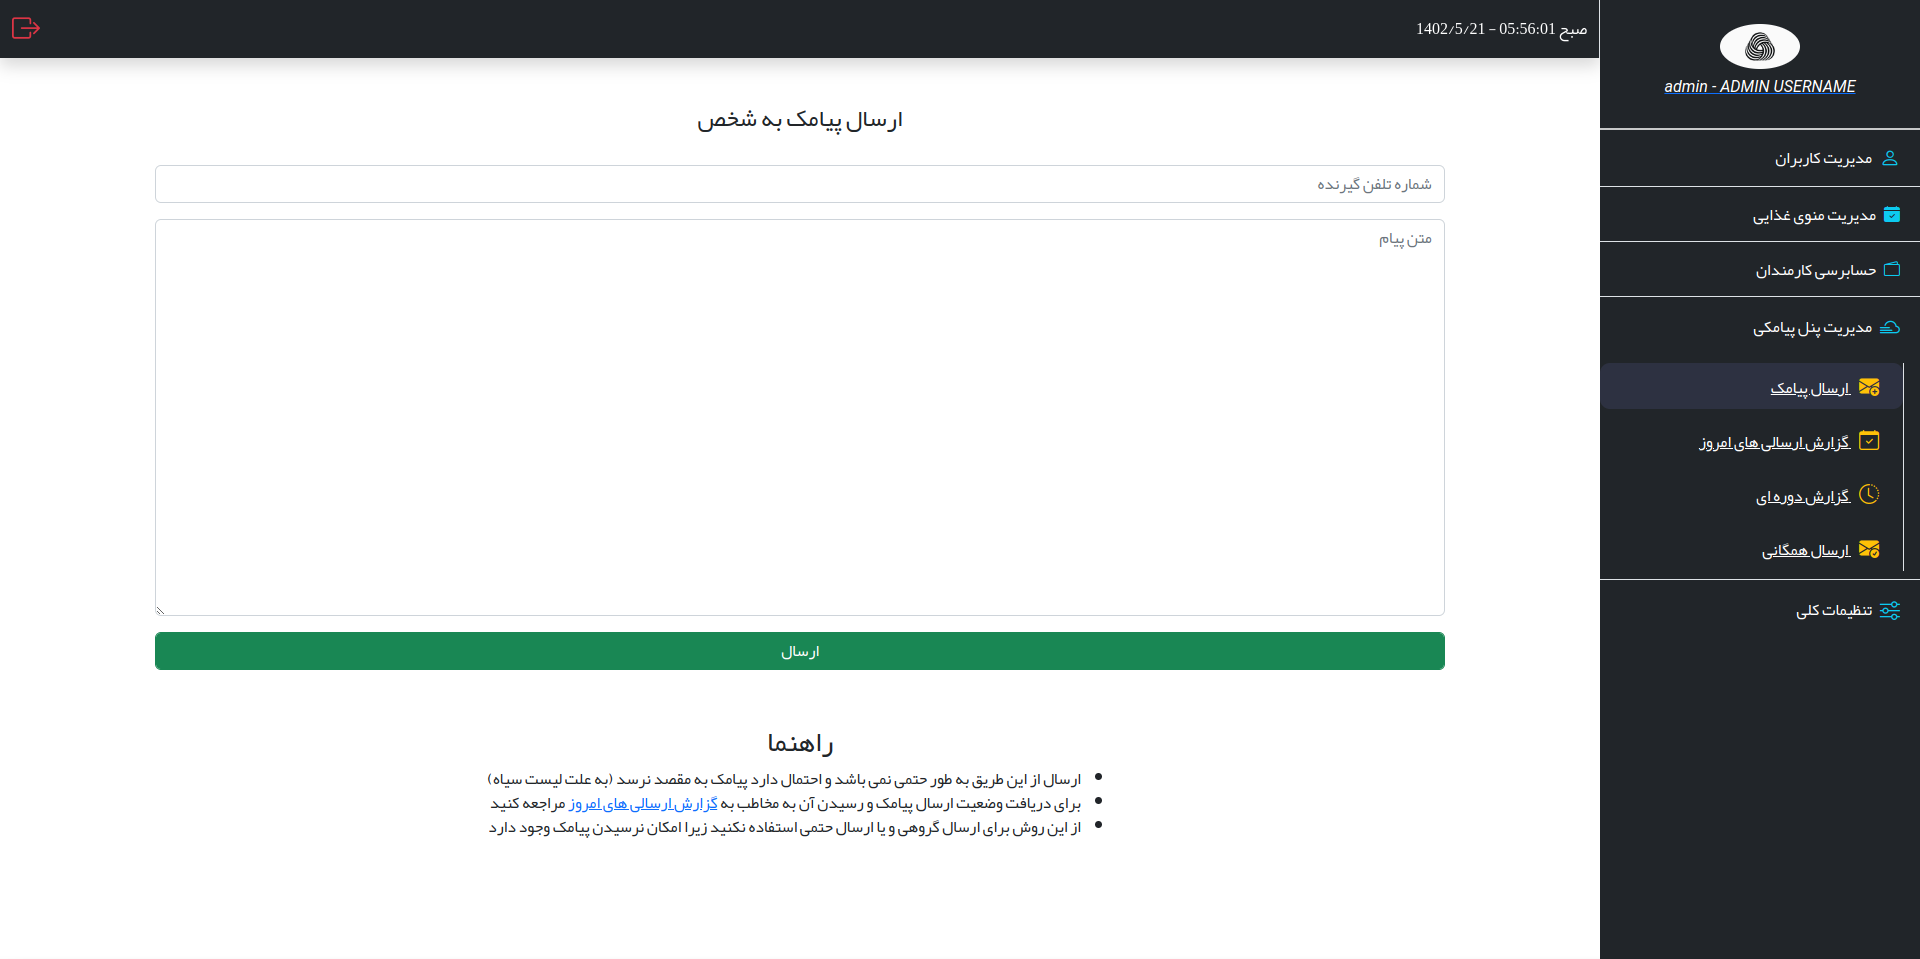 صبح 05:56:01 - 1402/5/21
admin - ADMIN USERNAME
مدیریت کاربران
مدیریت منوی غذایی
حسابرسی کارمندان
مدیریت پنل پیامکی
ارسال پیامک
گزارش ارسالی های امروز
گزارش دوره ای
ارسال همگانی
تنظیمات کلی
ارسال پیامک به شخص
شماره تلفن گیرنده
متن پیام
ارسال
راهنما
ارسال از این طریق به طور حتمی نمی باشد و احتمال دارد پیامک به مقصد نرسد (به علت لیست سیاه)
برای دریافت وضعیت ارسال پیامک و رسیدن آن به مخاطب به گزارش ارسالی های امروز مراجعه کنید
از این روش برای ارسال گروهی و یا ارسال حتمی استفاده نکنید زیرا امکان نرسیدن پیامک وجود دارد